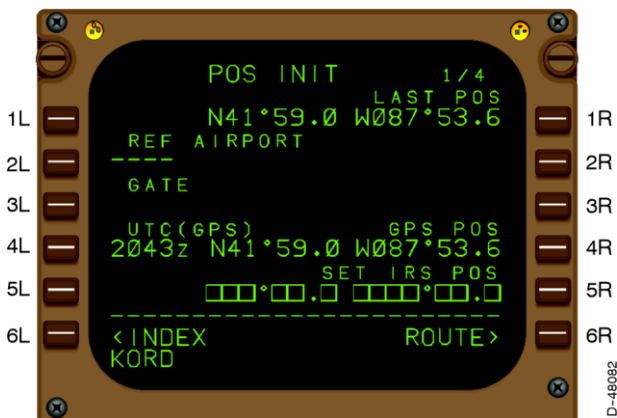 POS INIT 1/4
LAST POS
1L N41°59.0 W087°53.6 1R
REF AIRPORT
2L ---- 2R
GATE
3L 3R
UTC(GPS) GPS POS
4L 2043z N41°59.0 W087°53.6 4R
SET IRS POS
5L □□□°□□.□ □□□□°□□.□ 5R
6L <INDEX ROUTE> 6R
KORD
D-48082